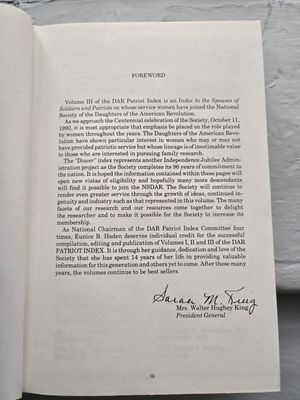 FOREWORD
Volume III of the DAR Patriot Index is an Index to the Spouses of
Soldiers and Patriots on whose service women have joined the National
Society of the Daughters of the American Revolution.
As we approach the Centennial celebration of the Society, October 11,
1990, it is most appropriate that emphasis be placed on the role played
by women throughout the years. The Daughters of the American Revo-
lution have shown particular interest in women who may or may not
have provided patriotic service but whose lineage is of inestimable value
to those who are interested in pursuing family research.
The "Dower" index represents another Independence-Jubilee Admin-
istration project as the Society completes its 96 years of commitment to
the nation. It is hoped the information contained within these pages will
open new vistas of eligibility and hopefully many more descendants
will find it possible to join the NSDAR. The Society will continue to
render even greater service through the growth of ideas, continued in-
genuity and industry such as that represented in this volume. The many
facets of our research and our resources come together to delight
the researcher and to make it possible for the Society to increase its
membership.
As National Chairman of the DAR Patriot Index Committee four
times, Eunice B. Haden deserves individual credit for the successful
compilation, editing and publication of Volumes I, II and III of the DAR
PATRIOT INDEX. It is through her guidance, dedication and love of the
Society that she has spent 14 years of her life in providing valuable
information for this generation and others yet to come. After these many
years, the volumes continue to be best sellers.
Sarah M. King
Mrs. Walter Hughey King
President General
iii